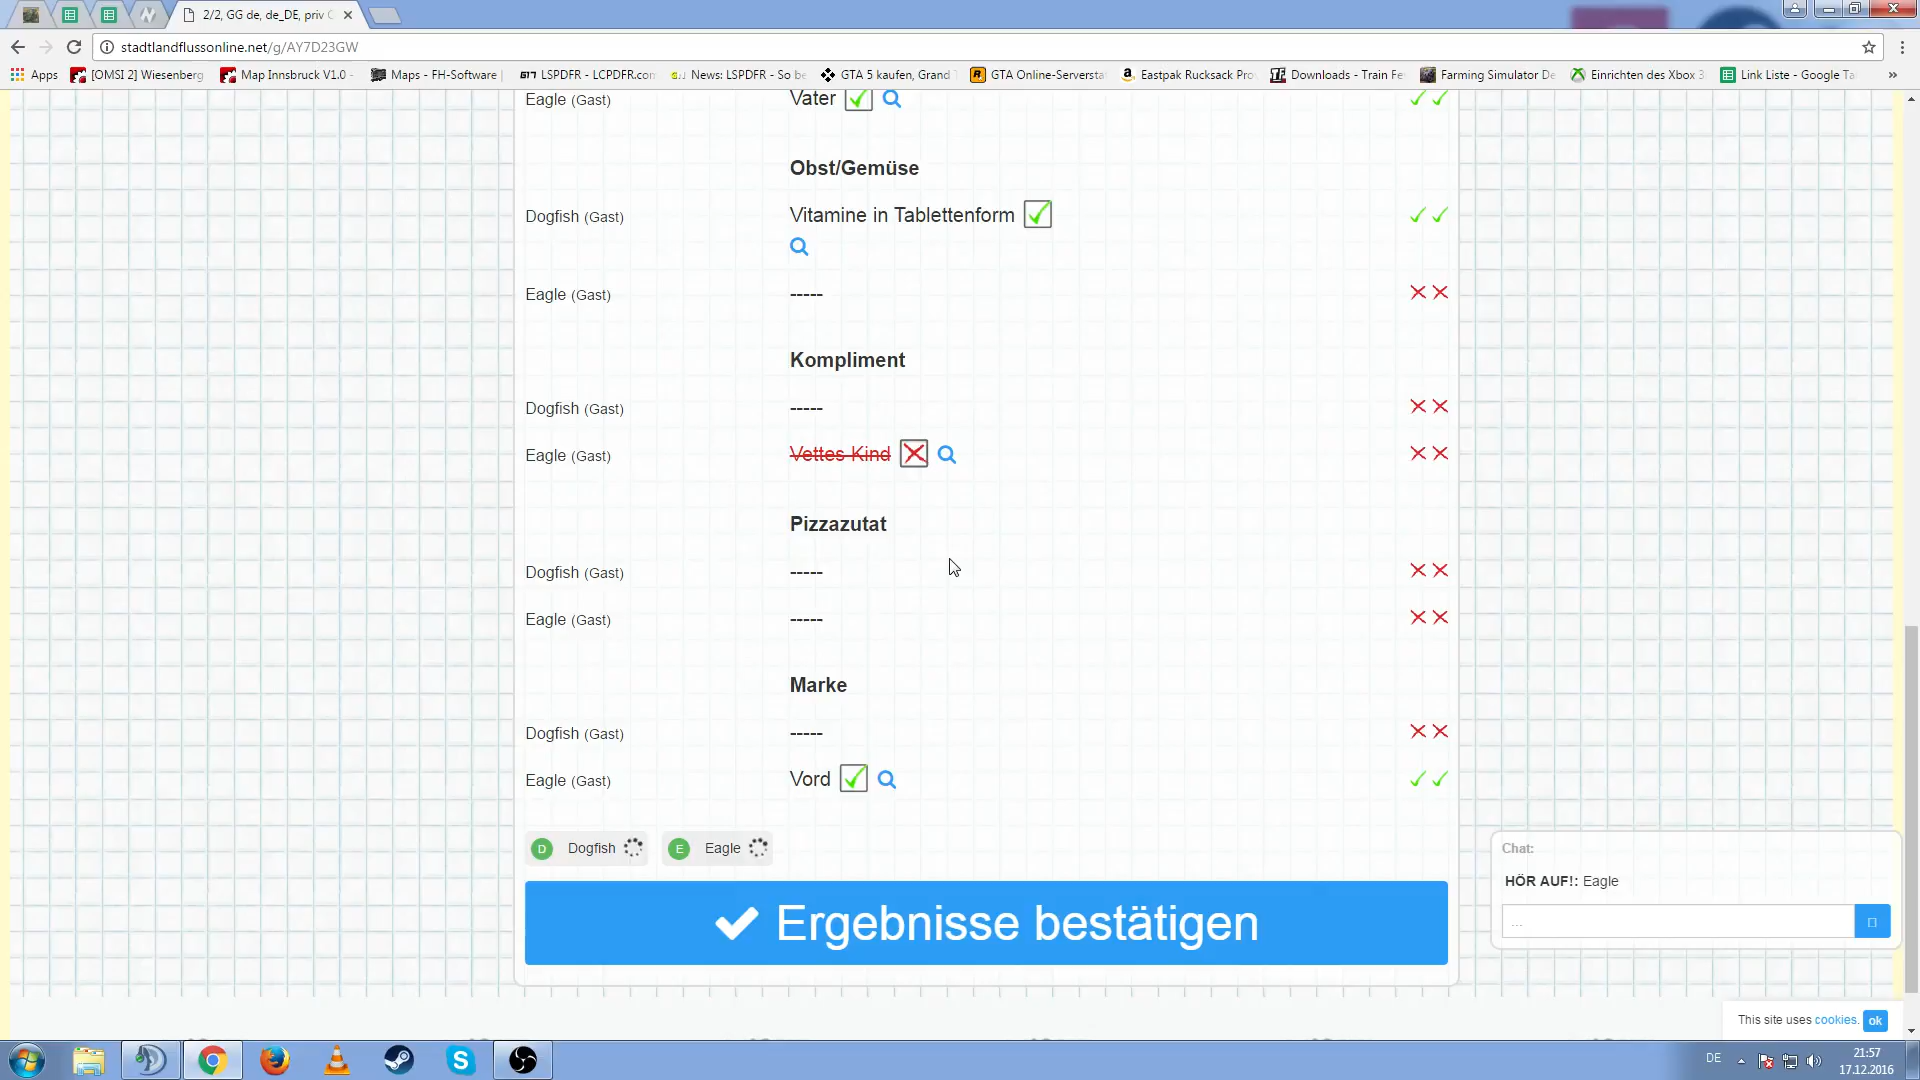 2/2, GG de, de_DE, priv G
stadtlandflussonline.net/g/AY7D23GW
Apps [OMSI 2] Wiesenberg Map Innsbruck V1.0 - Maps - FH-Software LSPDFR - LCPDFR.com News: LSPDFR - So be GTA 5 kaufen, Grand GTA Online-Serverstat Eastpak Rucksack Pro Downloads - Train Fe Farming Simulator De Einrichten des Xbox 3 Link Liste - Google Ta »
Eagle (Gast) Vater
Obst/Gemüse
Dogfish (Gast) Vitamine in Tablettenform
Eagle (Gast) -----
Kompliment
Dogfish (Gast) -----
Eagle (Gast) Vettes Kind
Pizzazutat
Dogfish (Gast) -----
Eagle (Gast) -----
Marke
Dogfish (Gast) -----
Eagle (Gast) Vord
D Dogfish E Eagle
Ergebnisse bestätigen
Chat:
HÖR AUF!: Eagle
...
This site uses cookies. ok
DE 21:57
17.12.2016